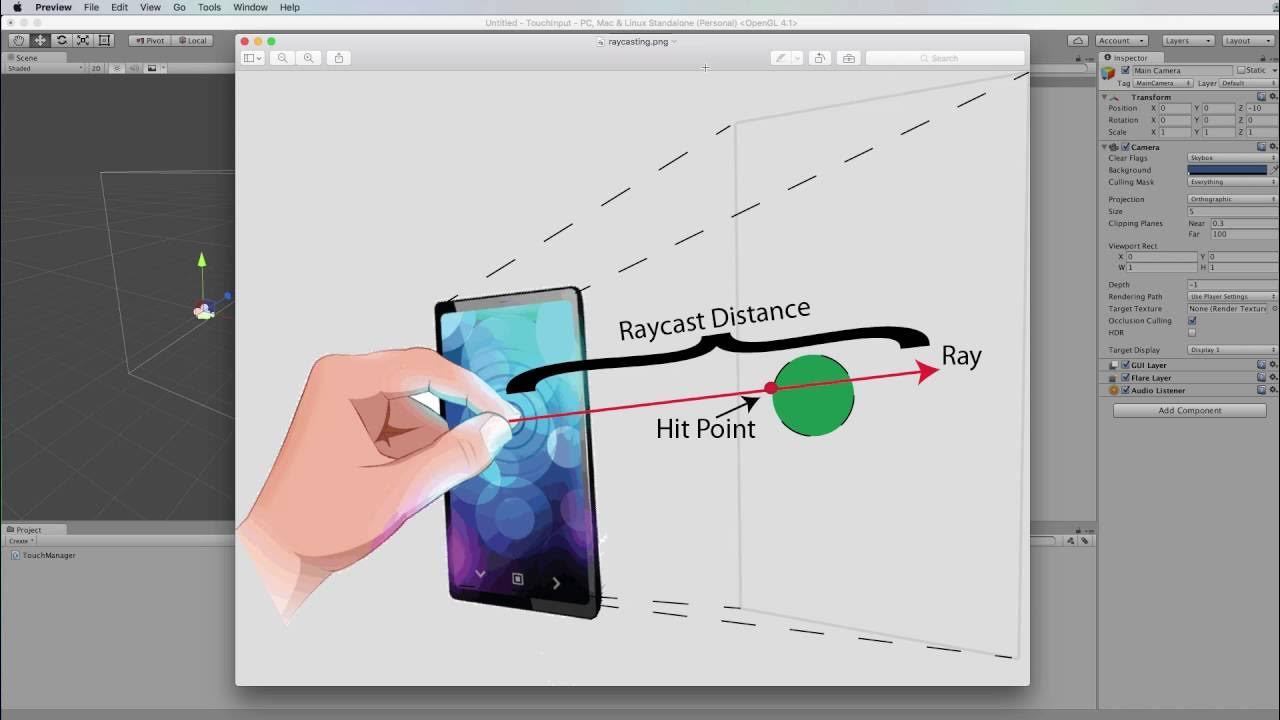 Preview File Edit View Go Tools Window Help
Untitled - TouchInput - PC, Mac & Linux Standalone (Personal) <OpenGL 4.1>
Pivot Local
Account Layers Layout
raycasting.png
Search
Scene
Shaded 2D
Inspector
Main Camera Static
Tag MainCamera Layer Default
Transform
Position X 0 Y 0 Z -10
Rotation X 0 Y 0 Z 0
Scale X 1 Y 1 Z 1
Camera
Clear Flags Skybox
Background
Culling Mask Everything
Projection Orthographic
Size 5
Clipping Planes Near 0.3
Far 100
Viewport Rect
X 0 Y 0
W 1 H 1
Depth -1
Rendering Path Use Player Settings
Target Texture None (Render Texture
Occlusion Culling
HDR
Target Display Display 1
GUI Layer
Flare Layer
Audio Listener
Add Component
Raycast Distance
Ray
Hit Point
Project
Create
TouchManager